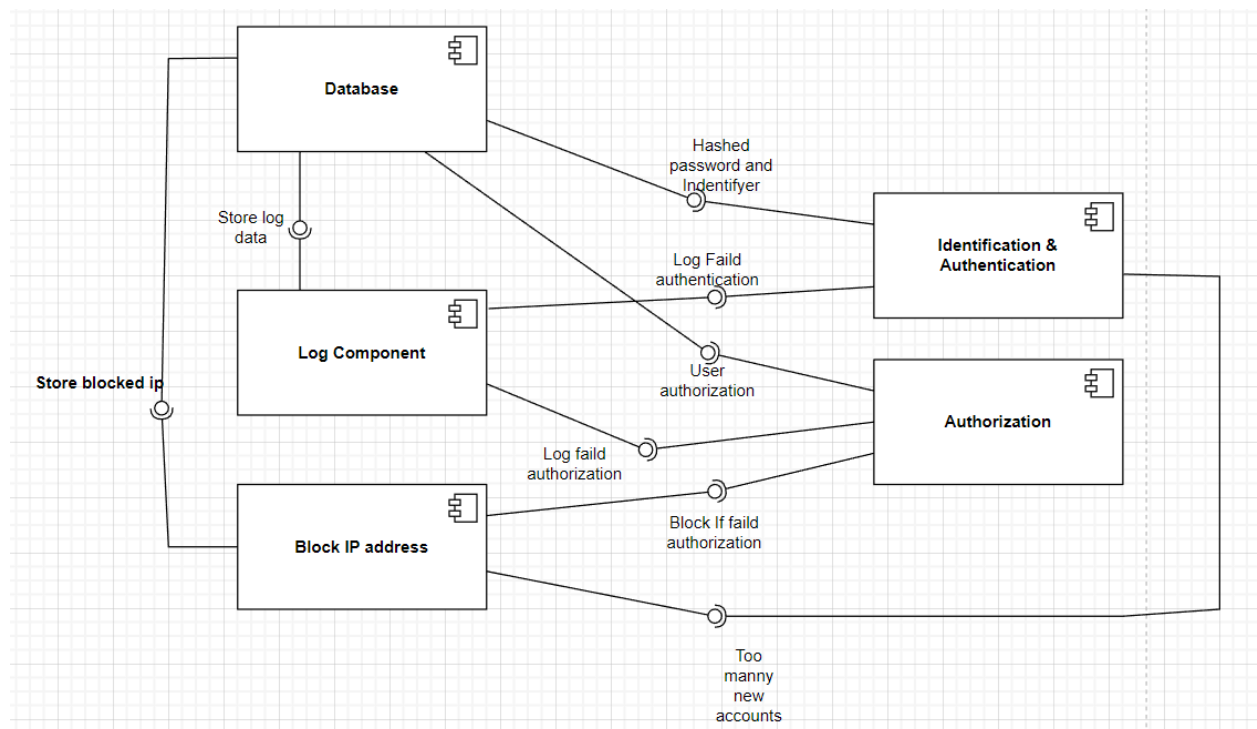 Database
Hashed
password and
Indentifyer
Store log
data
Identification &
Authentication
Log Faild
authentication
Log Component
Store blocked ip
User
authorization
Authorization
Log faild
authorization
Block If faild
authorization
Block IP address
Too
manny
new
accounts